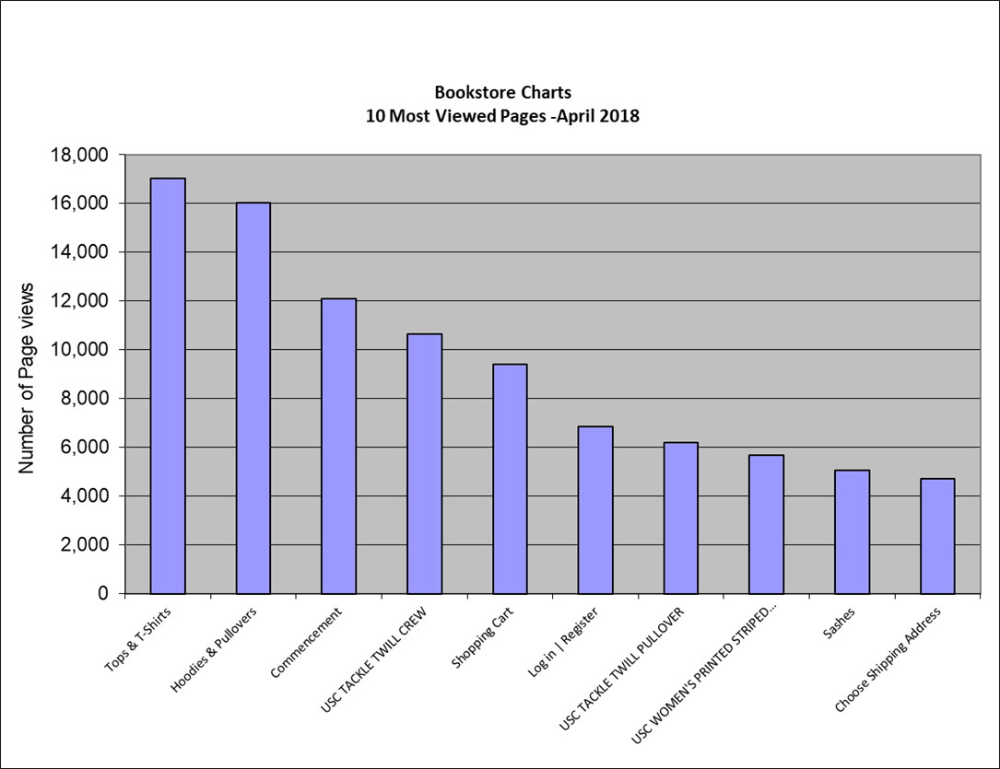 Bookstore Charts
10 Most Viewed Pages -April 2018
Number of Page views
18,000
16,000
14,000
12,000
10,000
8,000
6,000
4,000
2,000
0
Tops & T-Shirts
Hoodies & Pullovers
Commencement
USC TACKLE TWILL CREW
Shopping Cart
Log in | Register
USC TACKLE TWILL PULLOVER
USC WOMEN'S PRINTED STRIPED...
Sashes
Choose Shipping Address